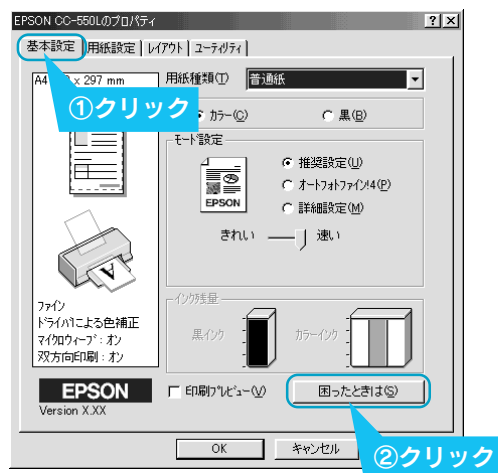 EPSON CC-550Lのプロパティ
基本設定 用紙設定 レイアウト ユーティリティ
A4 x 297 mm
用紙種類(T) 普通紙
①クリック
カラー(C) 黒(B)
モード設定
推奨設定(U)
オートフォトファイン!4(P)
詳細設定(M)
EPSON
きれい 速い
ファイン
ドライバによる色補正
マイクロウィーブ：オン
双方向印刷：オン
インク残量
黒インク カラーインク
EPSON
Version X.XX
印刷プレビュー(V) 困ったときは(S)
OK キャンセル
②クリック